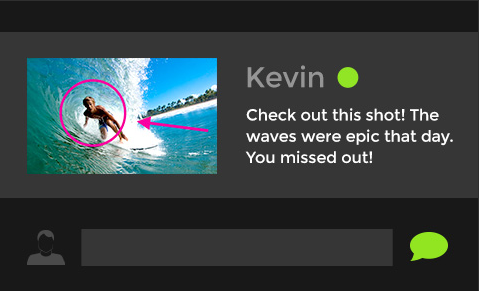 Kevin
Check out this shot! The
waves were epic that day.
You missed out!